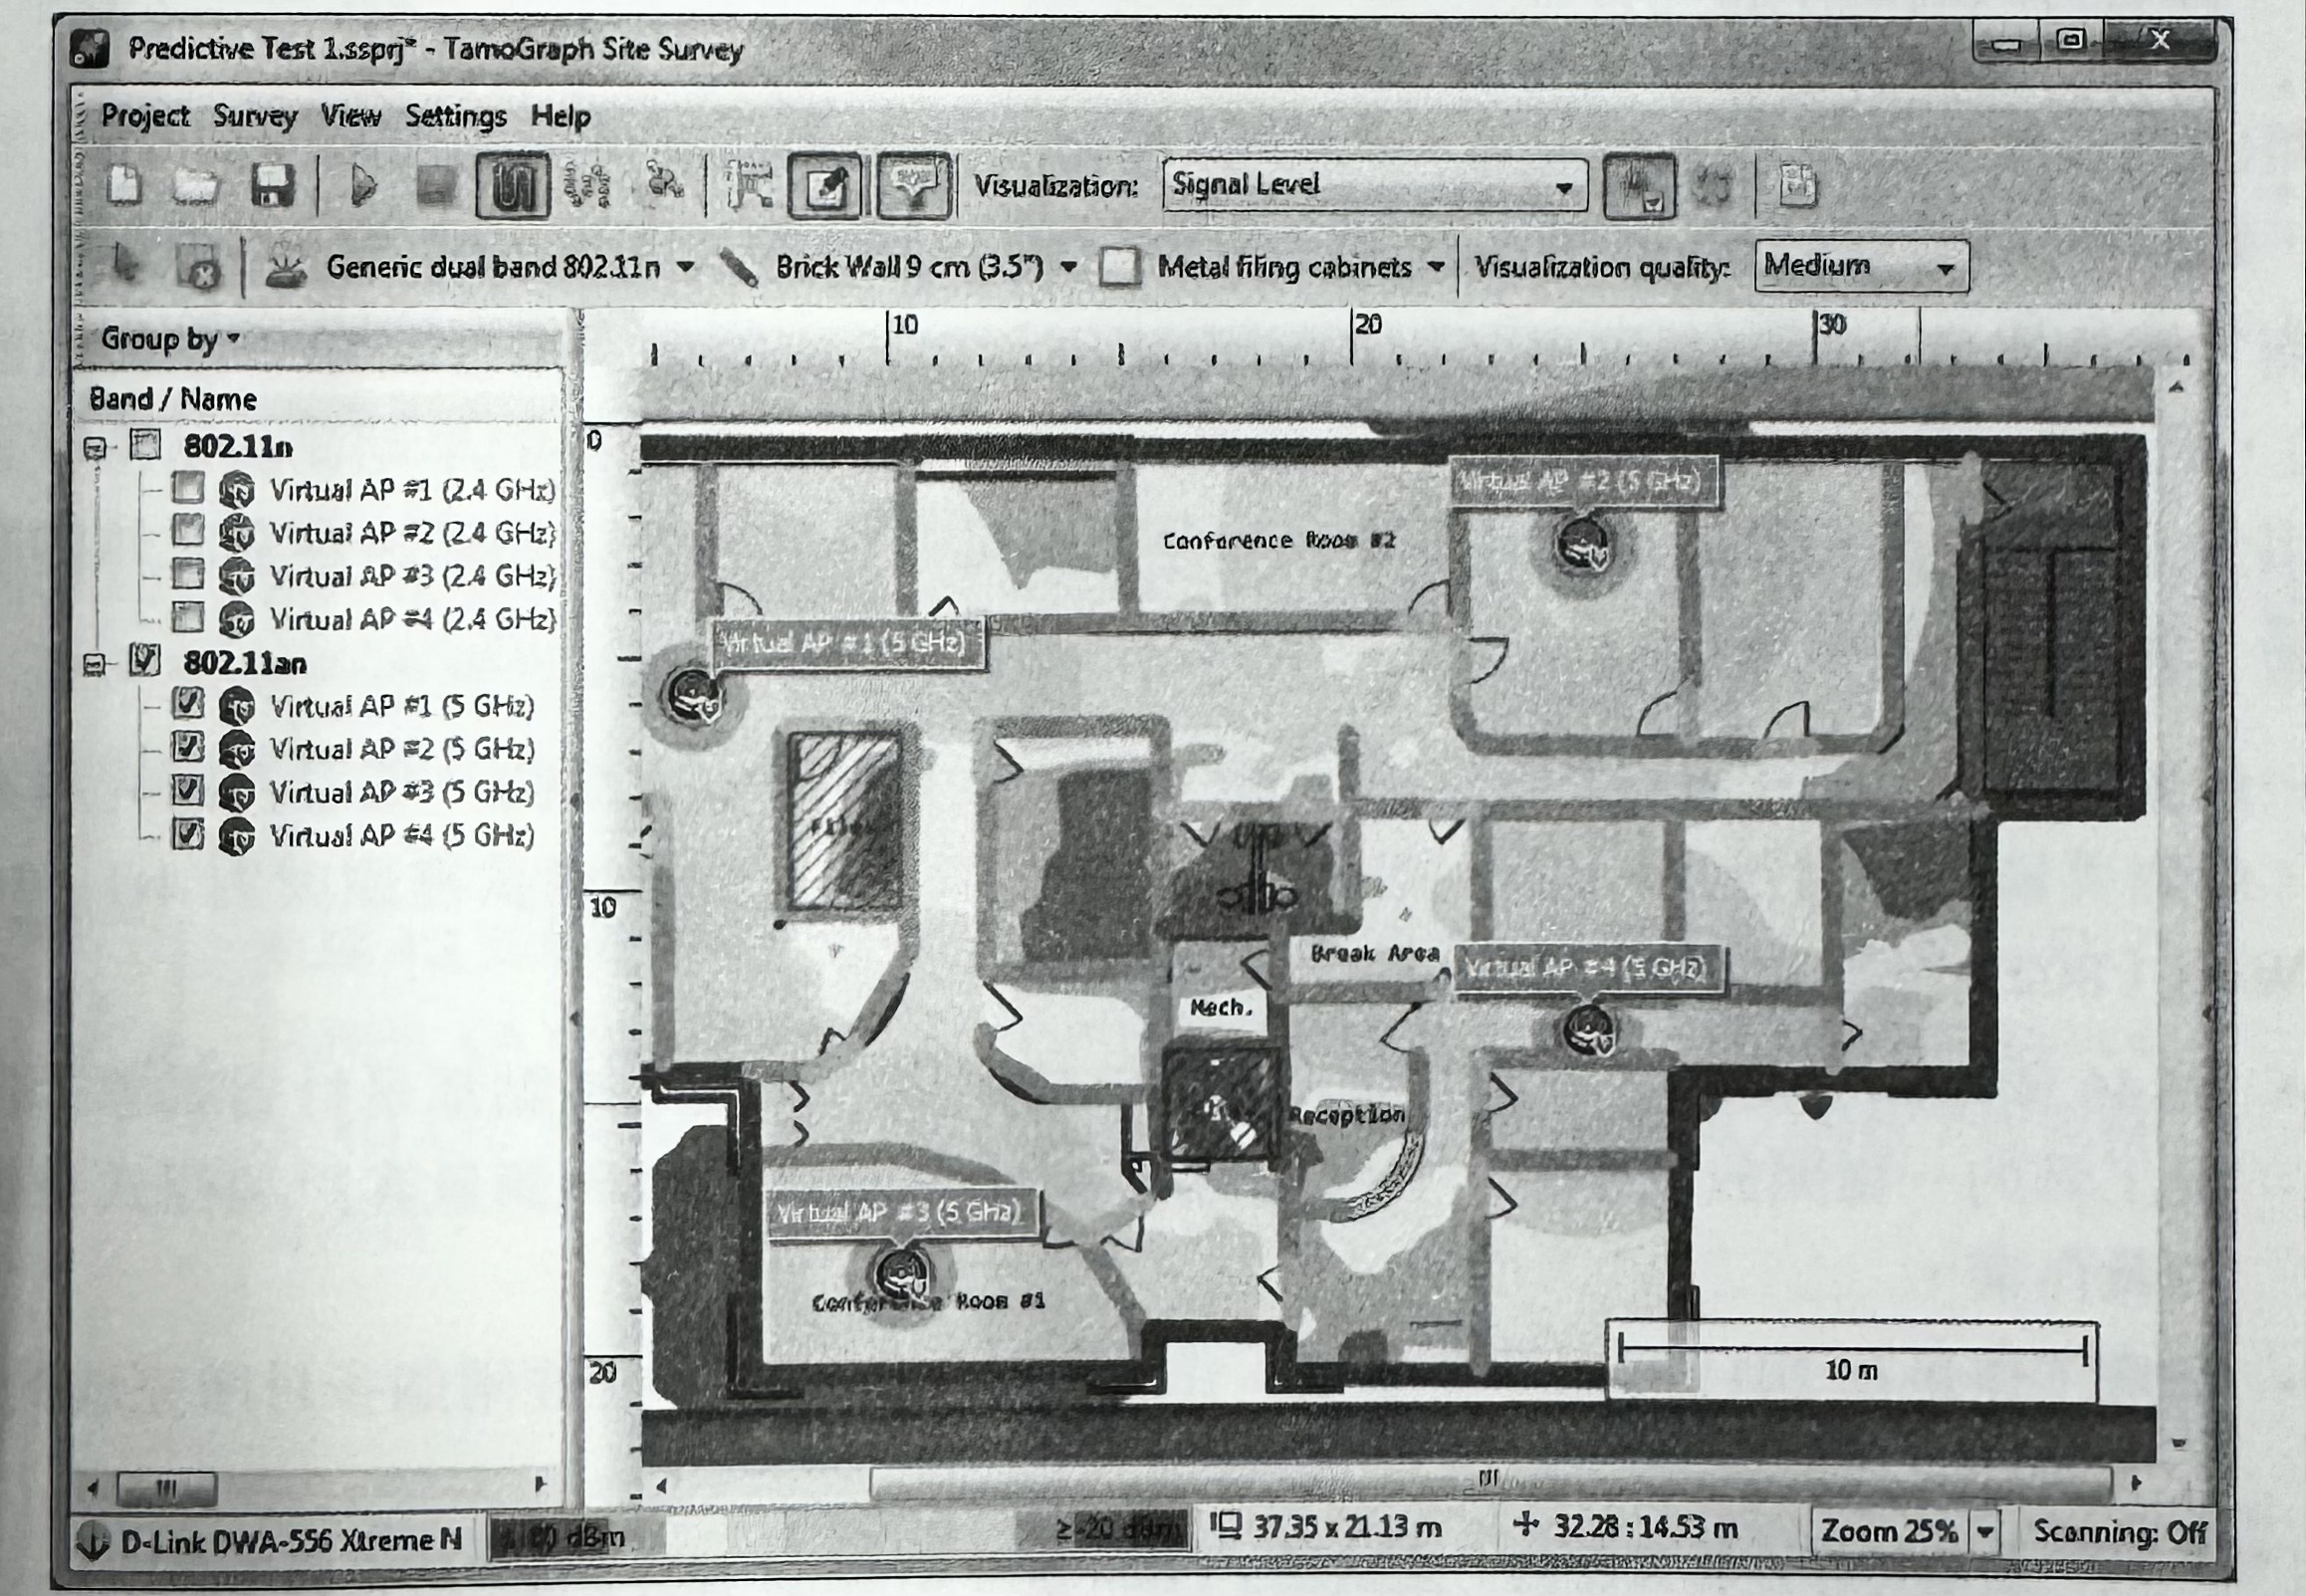 Predictive Test 1.ssprj* - TamoGraph Site Survey
Project Survey View Settings Help
Visualization: Signal Level
Generic dual band 802.11n Brick Wall 9 cm (3.5") Metal filing cabinets Visualization quality: Medium
Group by
Band / Name
802.11n
Virtual AP #1 (2.4 GHz)
Virtual AP #2 (2.4 GHz)
Virtual AP #3 (2.4 GHz)
Virtual AP #4 (2.4 GHz)
802.11an
Virtual AP #1 (5 GHz)
Virtual AP #2 (5 GHz)
Virtual AP #3 (5 GHz)
Virtual AP #4 (5 GHz)
10 20 30
0
10
20
Virtual AP #2 (5 GHz)
Conference Room #2
Virtual AP #1 (5 GHz)
Break Area
Virtual AP #4 (5 GHz)
Mech.
Reception
Virtual AP #3 (5 GHz)
Conference Room #1
10 m
D-Link DWA-556 Xtreme N dBm ≥ -20 dBm 37.35 x 21.13 m 32.28 : 14.53 m Zoom 25% Scanning: Off